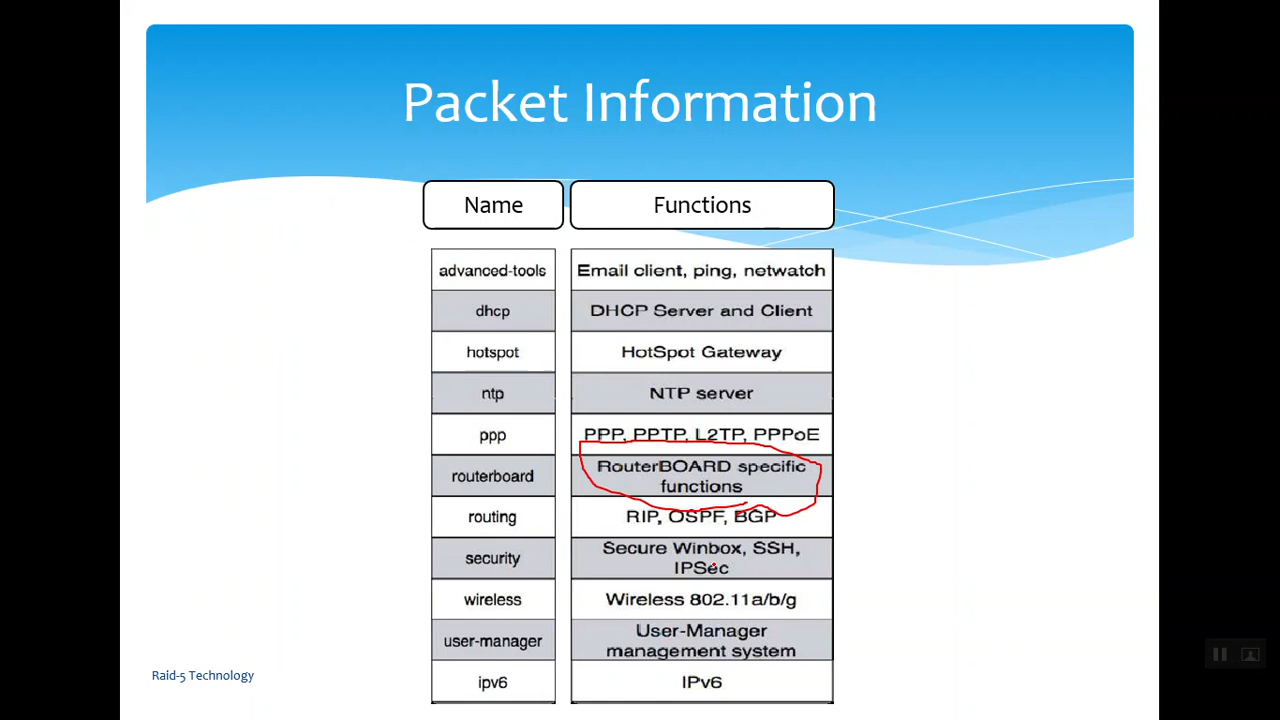 Packet Information
Name Functions
advanced-tools Email client, ping, netwatch
dhcp DHCP Server and Client
hotspot HotSpot Gateway
ntp NTP server
ppp PPP, PPTP, L2TP, PPPoE
routerboard RouterBOARD specific
functions
routing RIP, OSPF, BGP
security Secure Winbox, SSH,
IPSec
wireless Wireless 802.11a/b/g
user-manager User-Manager
management system
ipv6 IPv6
Raid-5 Technology